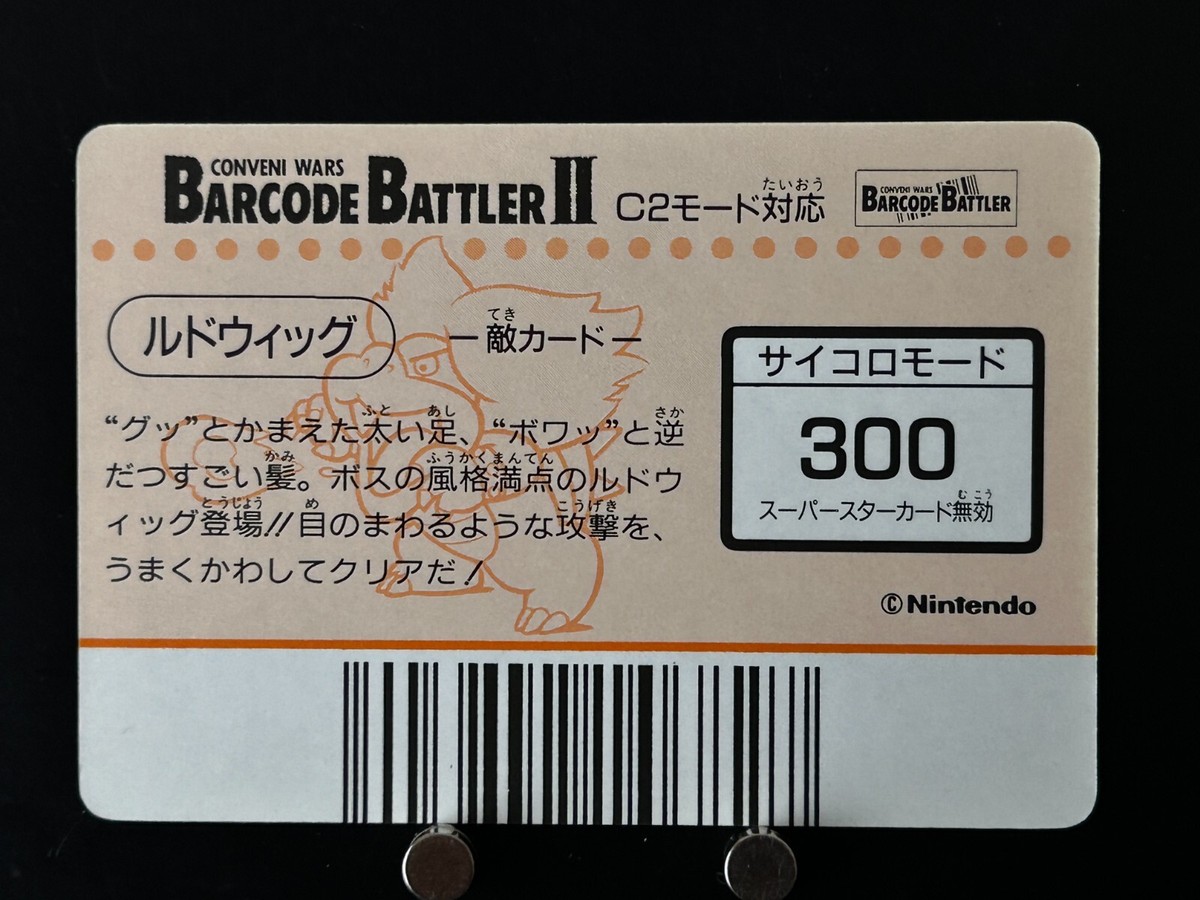 CONVENI WARS
BARCODE BATTLER II
C2モード対応
たいおう
CONVENI WARS
BARCODE BATTLER
ルドウィッグ
てき
ー敵カードー
ふと あし さか
“グッ”とかまえた太い足、“ボワッ”と逆
かみ ふうかくまんてん
だつすごい髪。ボスの風格満点のルドウ
とうじょう め こうげき
ィッグ登場!!目のまわるような攻撃を、
うまくかわしてクリアだ!
サイコロモード
300
むこう
スーパースターカード無効
©Nintendo